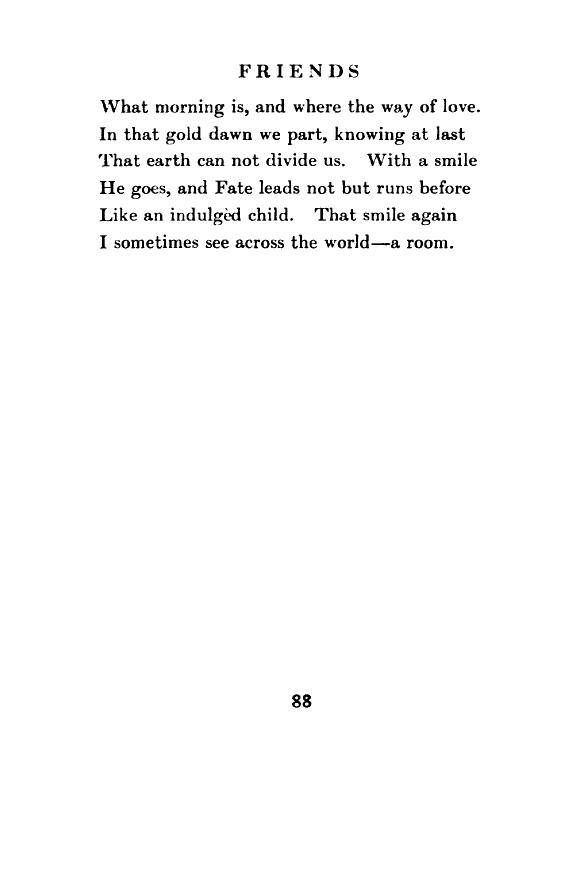 FRIENDS
What morning is, and where the way of love.
In that gold dawn we part, knowing at last
That earth can not divide us. With a smile
He goes, and Fate leads not but runs before
Like an indulgèd child. That smile again
I sometimes see across the world—a room.
88